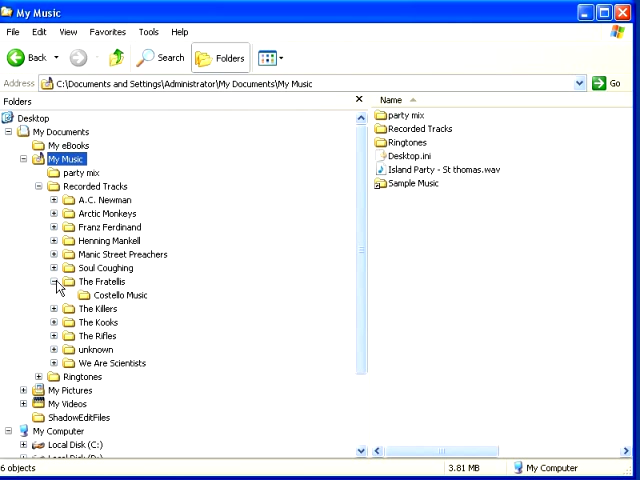 My Music
File Edit View Favorites Tools Help
Back Search Folders
Address C:\Documents and Settings\Administrator\My Documents\My Music Go
Folders
Desktop
My Documents
My eBooks
My Music
party mix
Recorded Tracks
A.C. Newman
Arctic Monkeys
Franz Ferdinand
Henning Mankell
Manic Street Preachers
Soul Coughing
The Fratellis
Costello Music
The Killers
The Kooks
The Rifles
unknown
We Are Scientists
Ringtones
My Pictures
My Videos
ShadowEditFiles
My Computer
Local Disk (C:)
Local Disk (D:)
Name
party mix
Recorded Tracks
Ringtones
Desktop.ini
Island Party - St thomas.wav
Sample Music
6 objects 3.81 MB My Computer